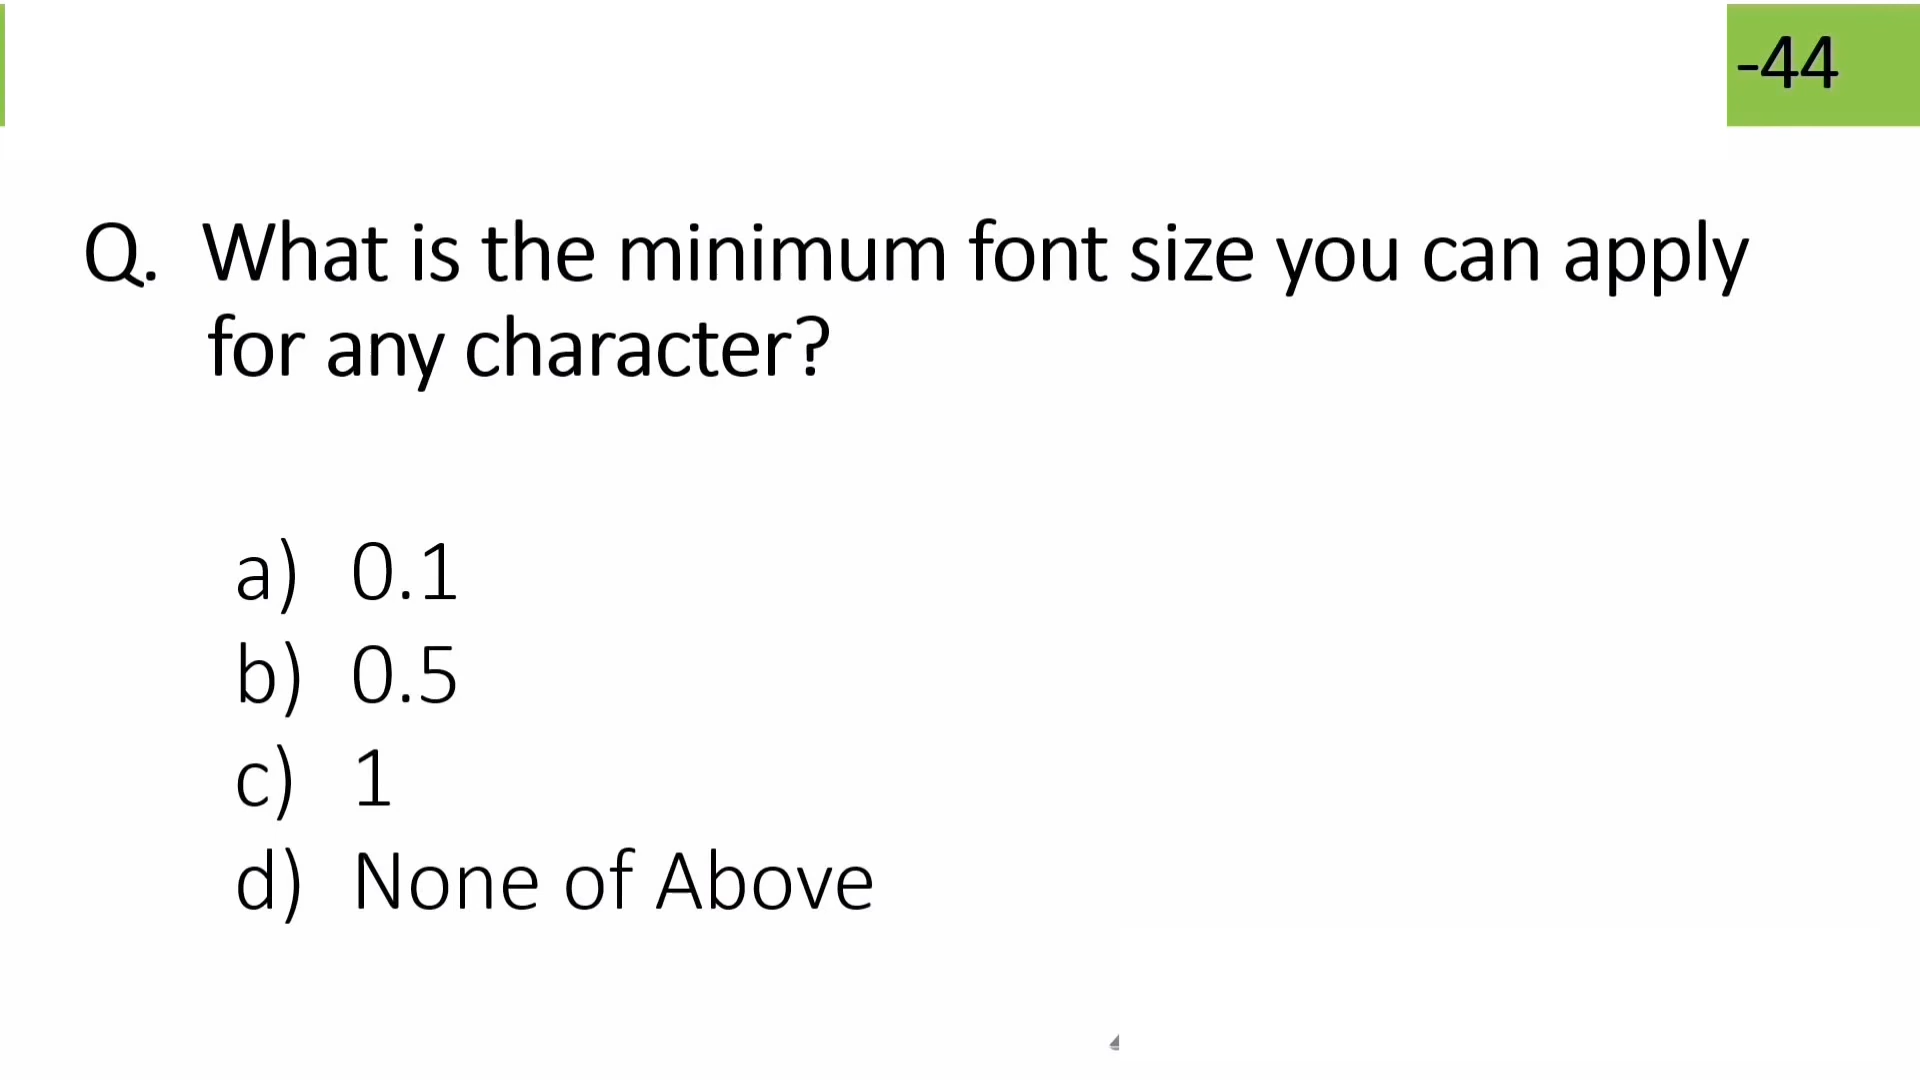 -44
Q. What is the minimum font size you can apply
for any character?
a) 0.1
b) 0.5
c) 1
d) None of Above